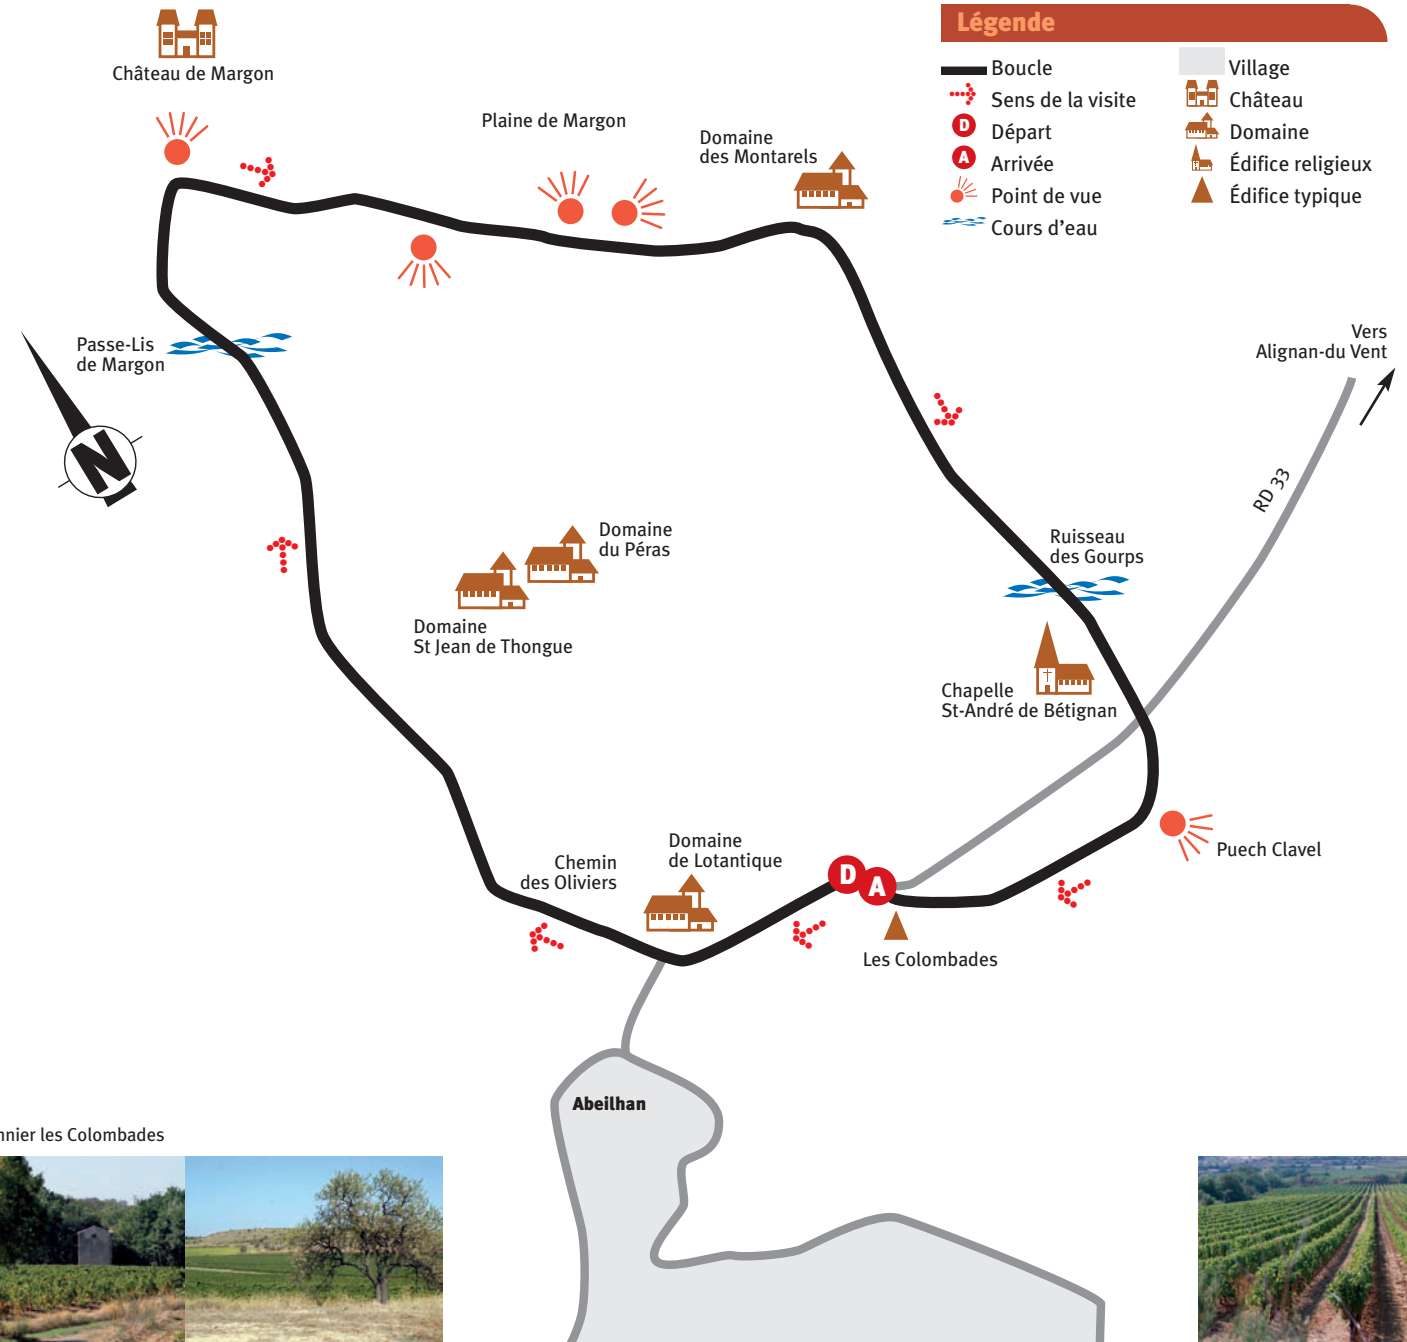 Légende
Boucle
Sens de la visite
D
Départ
A
Arrivée
Point de vue
Cours d'eau
Village
Château
Domaine
Édifice religieux
Édifice typique
Château de Margon
Plaine de Margon
Domaine
des Montarels
Passe-Lis
de Margon
N
Vers
Alignan-du Vent
RD 33
Ruisseau
des Gourps
Domaine
du Péras
Domaine
St Jean de Thongue
Chapelle
St-André de Bétignan
Domaine
de Lotantique
Chemin
des Oliviers
D
A
Puech Clavel
Les Colombades
Abeilhan
les Colombades